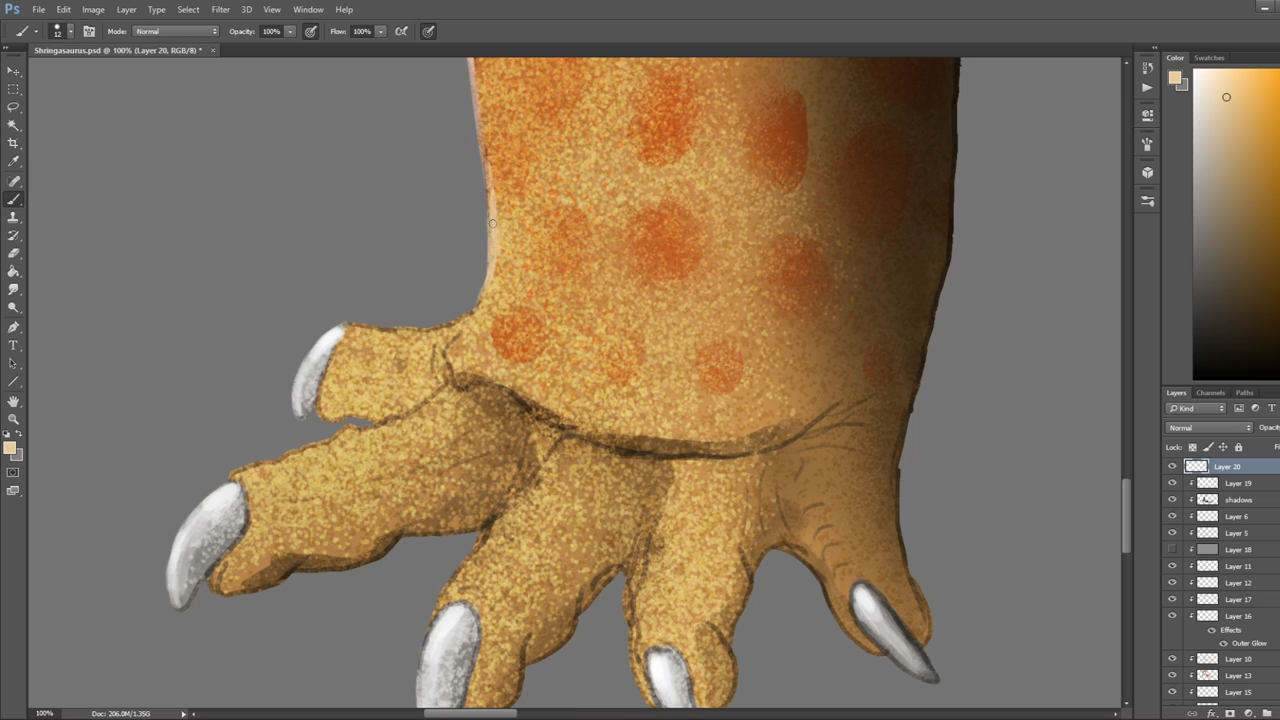 Ps File Edit Image Layer Type Select Filter 3D View Window Help
12 Mode: Normal Opacity: 100% Flow: 100%
Shringasaurus.psd @ 100% (Layer 20, RGB/8) * ×
Color Swatches
Layers Channels Paths
Kind
Normal
Lock:
Layer 20
Layer 19
shadows
Layer 6
Layer 5
Layer 18
Layer 11
Layer 12
Layer 17
Layer 16
Effects
Outer Glow
Layer 10
Layer 13
Layer 15
100% Doc: 206.0M/1.35G